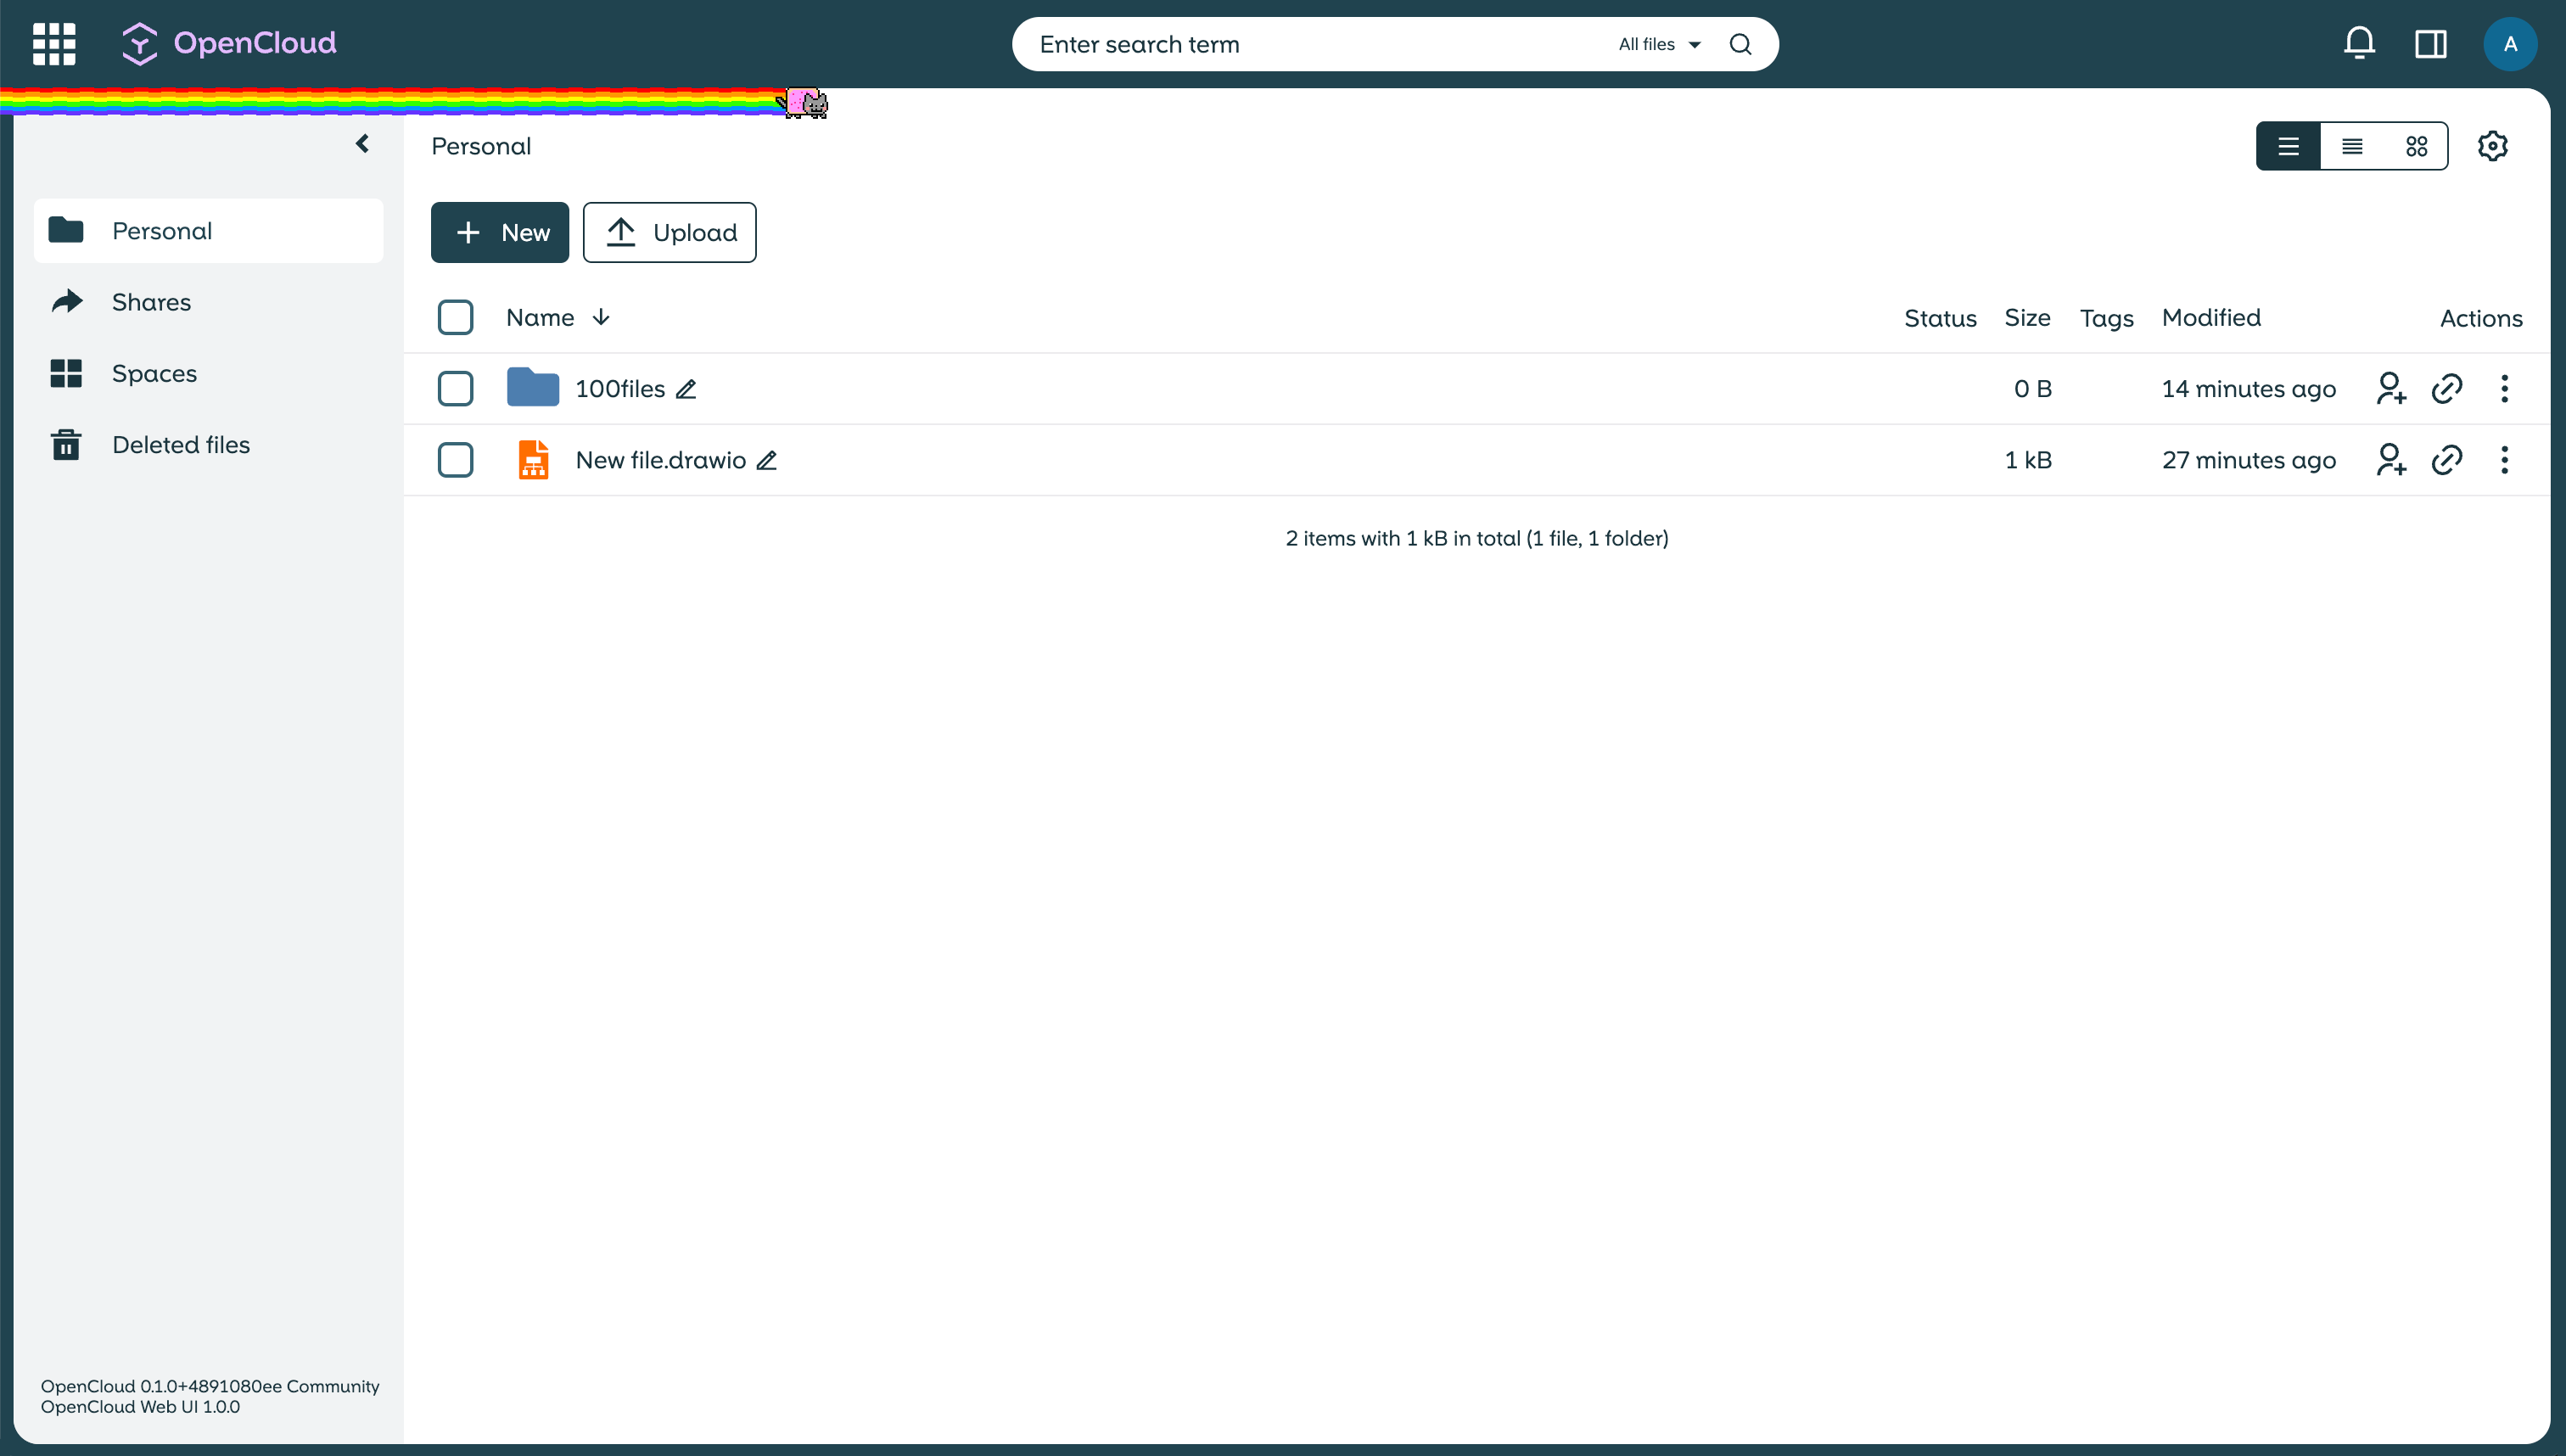 OpenCloud
Enter search term
All files
A
Personal
New
Upload
Personal
Shares
Spaces
Deleted files
Name Status Size Tags Modified Actions
100files 0 B 14 minutes ago
New file.drawio 1 kB 27 minutes ago
2 items with 1 kB in total (1 file, 1 folder)
OpenCloud 0.1.0+4891080ee Community
OpenCloud Web UI 1.0.0